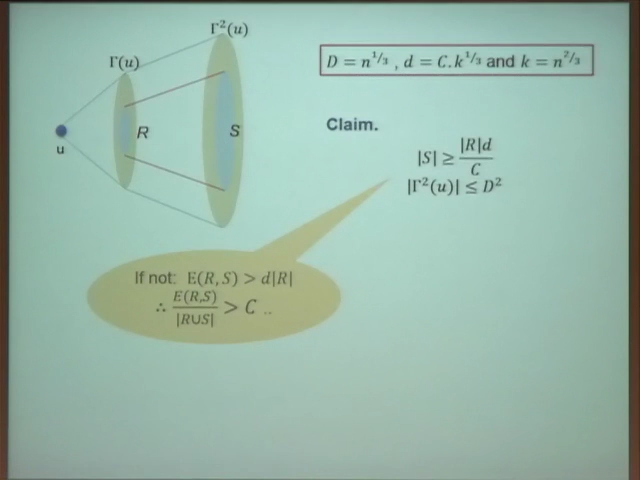 Γ²(u)
Γ(u)
D = n^{1/3} , d = C.k^{1/3} and k = n^{2/3}
R
S
u
Claim.
|S| ≥ |R|d / C
|Γ²(u)| ≤ D²
If not: E(R, S) > d|R|
∴ E(R,S) / |R∪S| > C ..